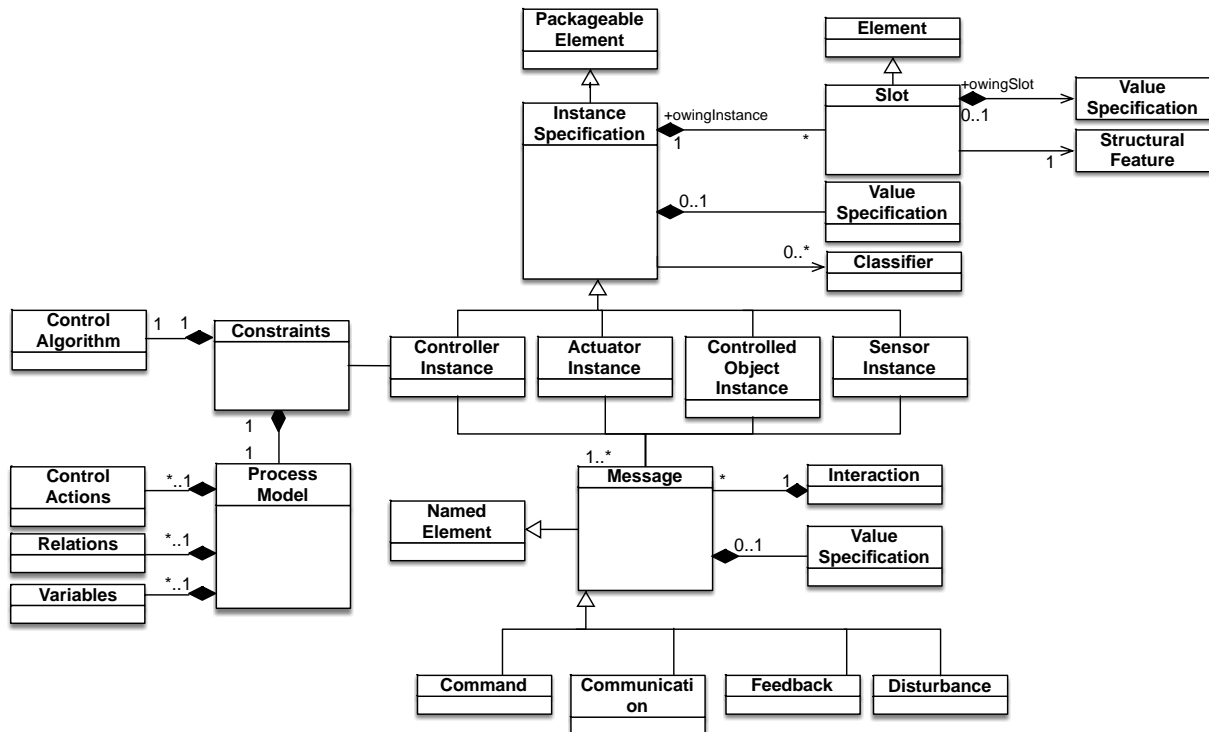 Packageable
Element
Element
Instance
Specification
+owingInstance
1
*
Slot
+owingSlot
0..1
Value
Specification
1
Structural
Feature
0..1
Value
Specification
0..*
Classifier
Control
Algorithm
1
1
Constraints
Controller
Instance
Actuator
Instance
Controlled
Object
Instance
Sensor
Instance
1
1
Process
Model
Control
Actions
*..1
Relations
*..1
Variables
*..1
1..*
Message
*
1
Interaction
Named
Element
0..1
Value
Specification
Command
Communicati
on
Feedback
Disturbance